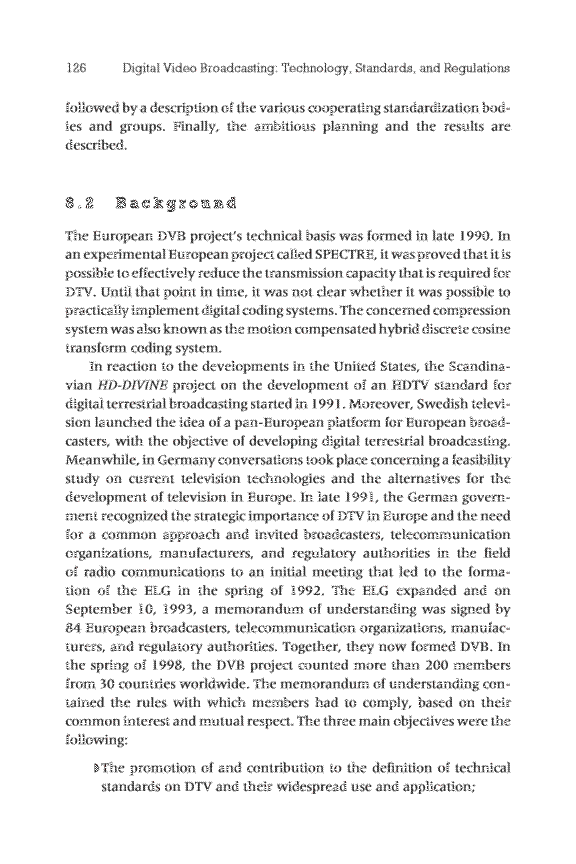 126 Digital Video Broadcasting: Technology, Standards, and Regulations
followed by a description of the various cooperating standardization bod-
ies and groups. Finally, the ambitious planning and the results are
described.
8.2 Background
The European DVB project's technical basis was formed in late 1990. In
an experimental European project called SPECTRE, it was proved that it is
possible to effectively reduce the transmission capacity that is required for
DTV. Until that point in time, it was not clear whether it was possible to
practically implement digital coding systems. The concerned compression
system was also known as the motion compensated hybrid discrete cosine
transform coding system.
In reaction to the developments in the United States, the Scandina-
vian HD-DIVINE project on the development of an HDTV standard for
digital terrestrial broadcasting started in 1991. Moreover, Swedish televi-
sion launched the idea of a pan-European platform for European broad-
casters, with the objective of developing digital terrestrial broadcasting.
Meanwhile, in Germany conversations took place concerning a feasibility
study on current television technologies and the alternatives for the
development of television in Europe. In late 1991, the German govern-
ment recognized the strategic importance of DTV in Europe and the need
for a common approach and invited broadcasters, telecommunication
organizations, manufacturers, and regulatory authorities in the field
of radio communications to an initial meeting that led to the forma-
tion of the ELG in the spring of 1992. The ELG expanded and on
September 10, 1993, a memorandum of understanding was signed by
84 European broadcasters, telecommunication organizations, manufac-
turers, and regulatory authorities. Together, they now formed DVB. In
the spring of 1998, the DVB project counted more than 200 members
from 30 countries worldwide. The memorandum of understanding con-
tained the rules with which members had to comply, based on their
common interest and mutual respect. The three main objectives were the
following:
The promotion of and contribution to the definition of technical
standards on DTV and their widespread use and application;